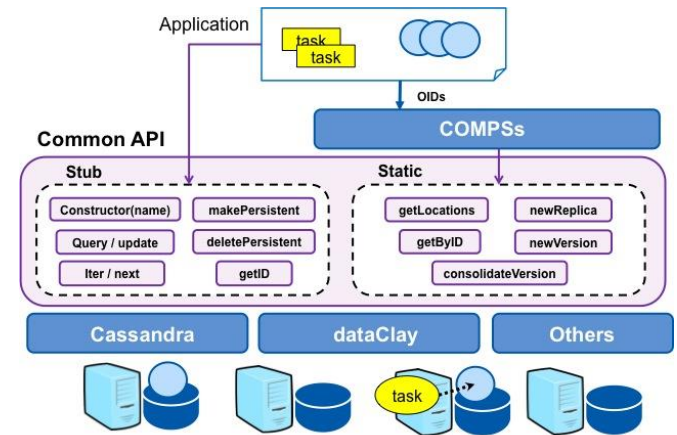 Application
task
task
OIDs
COMPSs
Common API
Stub
Static
Constructor(name)
makePersistent
Query / update
deletePersistent
Iter / next
getID
getLocations
newReplica
getByID
newVersion
consolidateVersion
Cassandra
dataClay
Others
task